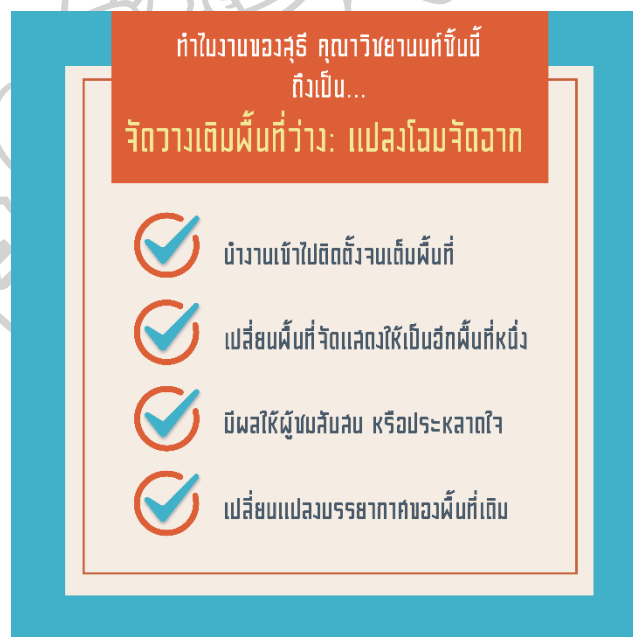 ทำไมงานของสุธี คุณาวิชยานนท์ชิ้นนี้
ถึงเป็น...
จัดวางเติมพื้นที่ว่าง: แปลงโฉมจัดฉาก
นำงานเข้าไปติดตั้งจนเต็มพื้นที่
เปลี่ยนพื้นที่จัดแสดงให้เป็นอีกพื้นที่หนึ่ง
มีผลให้ผู้ชมสับสน หรือประหลาดใจ
เปลี่ยนแปลงบรรยากาศของพื้นที่เดิม